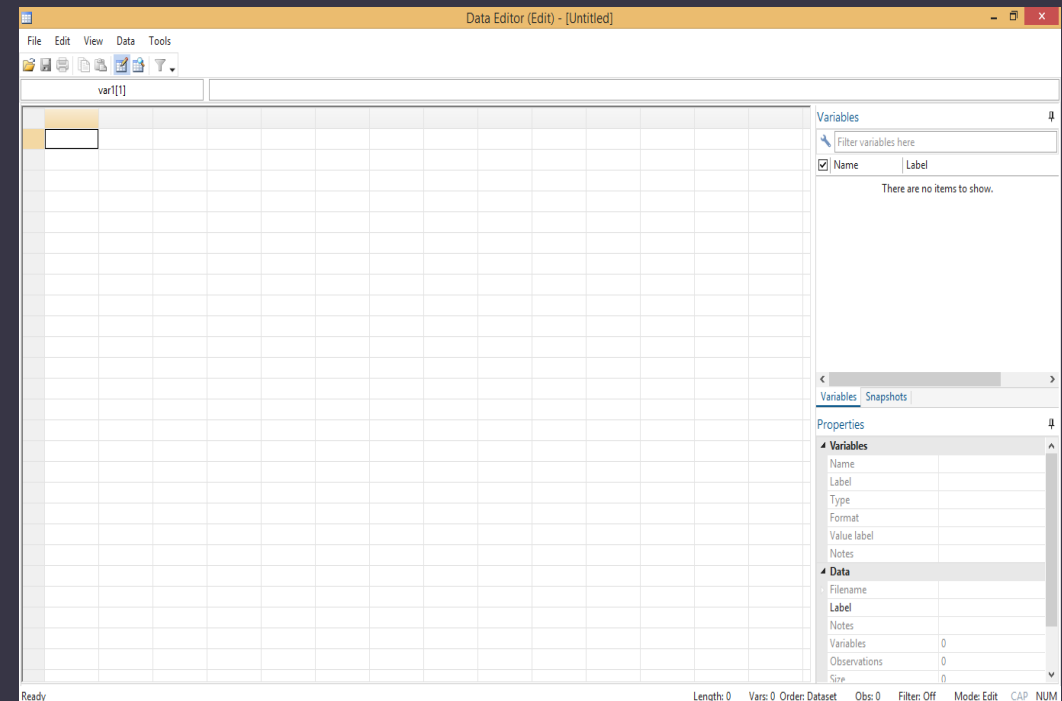 Data Editor (Edit) - [Untitled]
File Edit View Data Tools
var1[1]
Variables
Filter variables here
Name Label
There are no items to show.
Variables Snapshots
Properties
Variables
Name
Label
Type
Format
Value label
Notes
Data
Filename
Label
Notes
Variables 0
Observations 0
Size 0
Ready Length: 0 Vars: 0 Order: Dataset Obs: 0 Filter: Off Mode: Edit CAP NUM